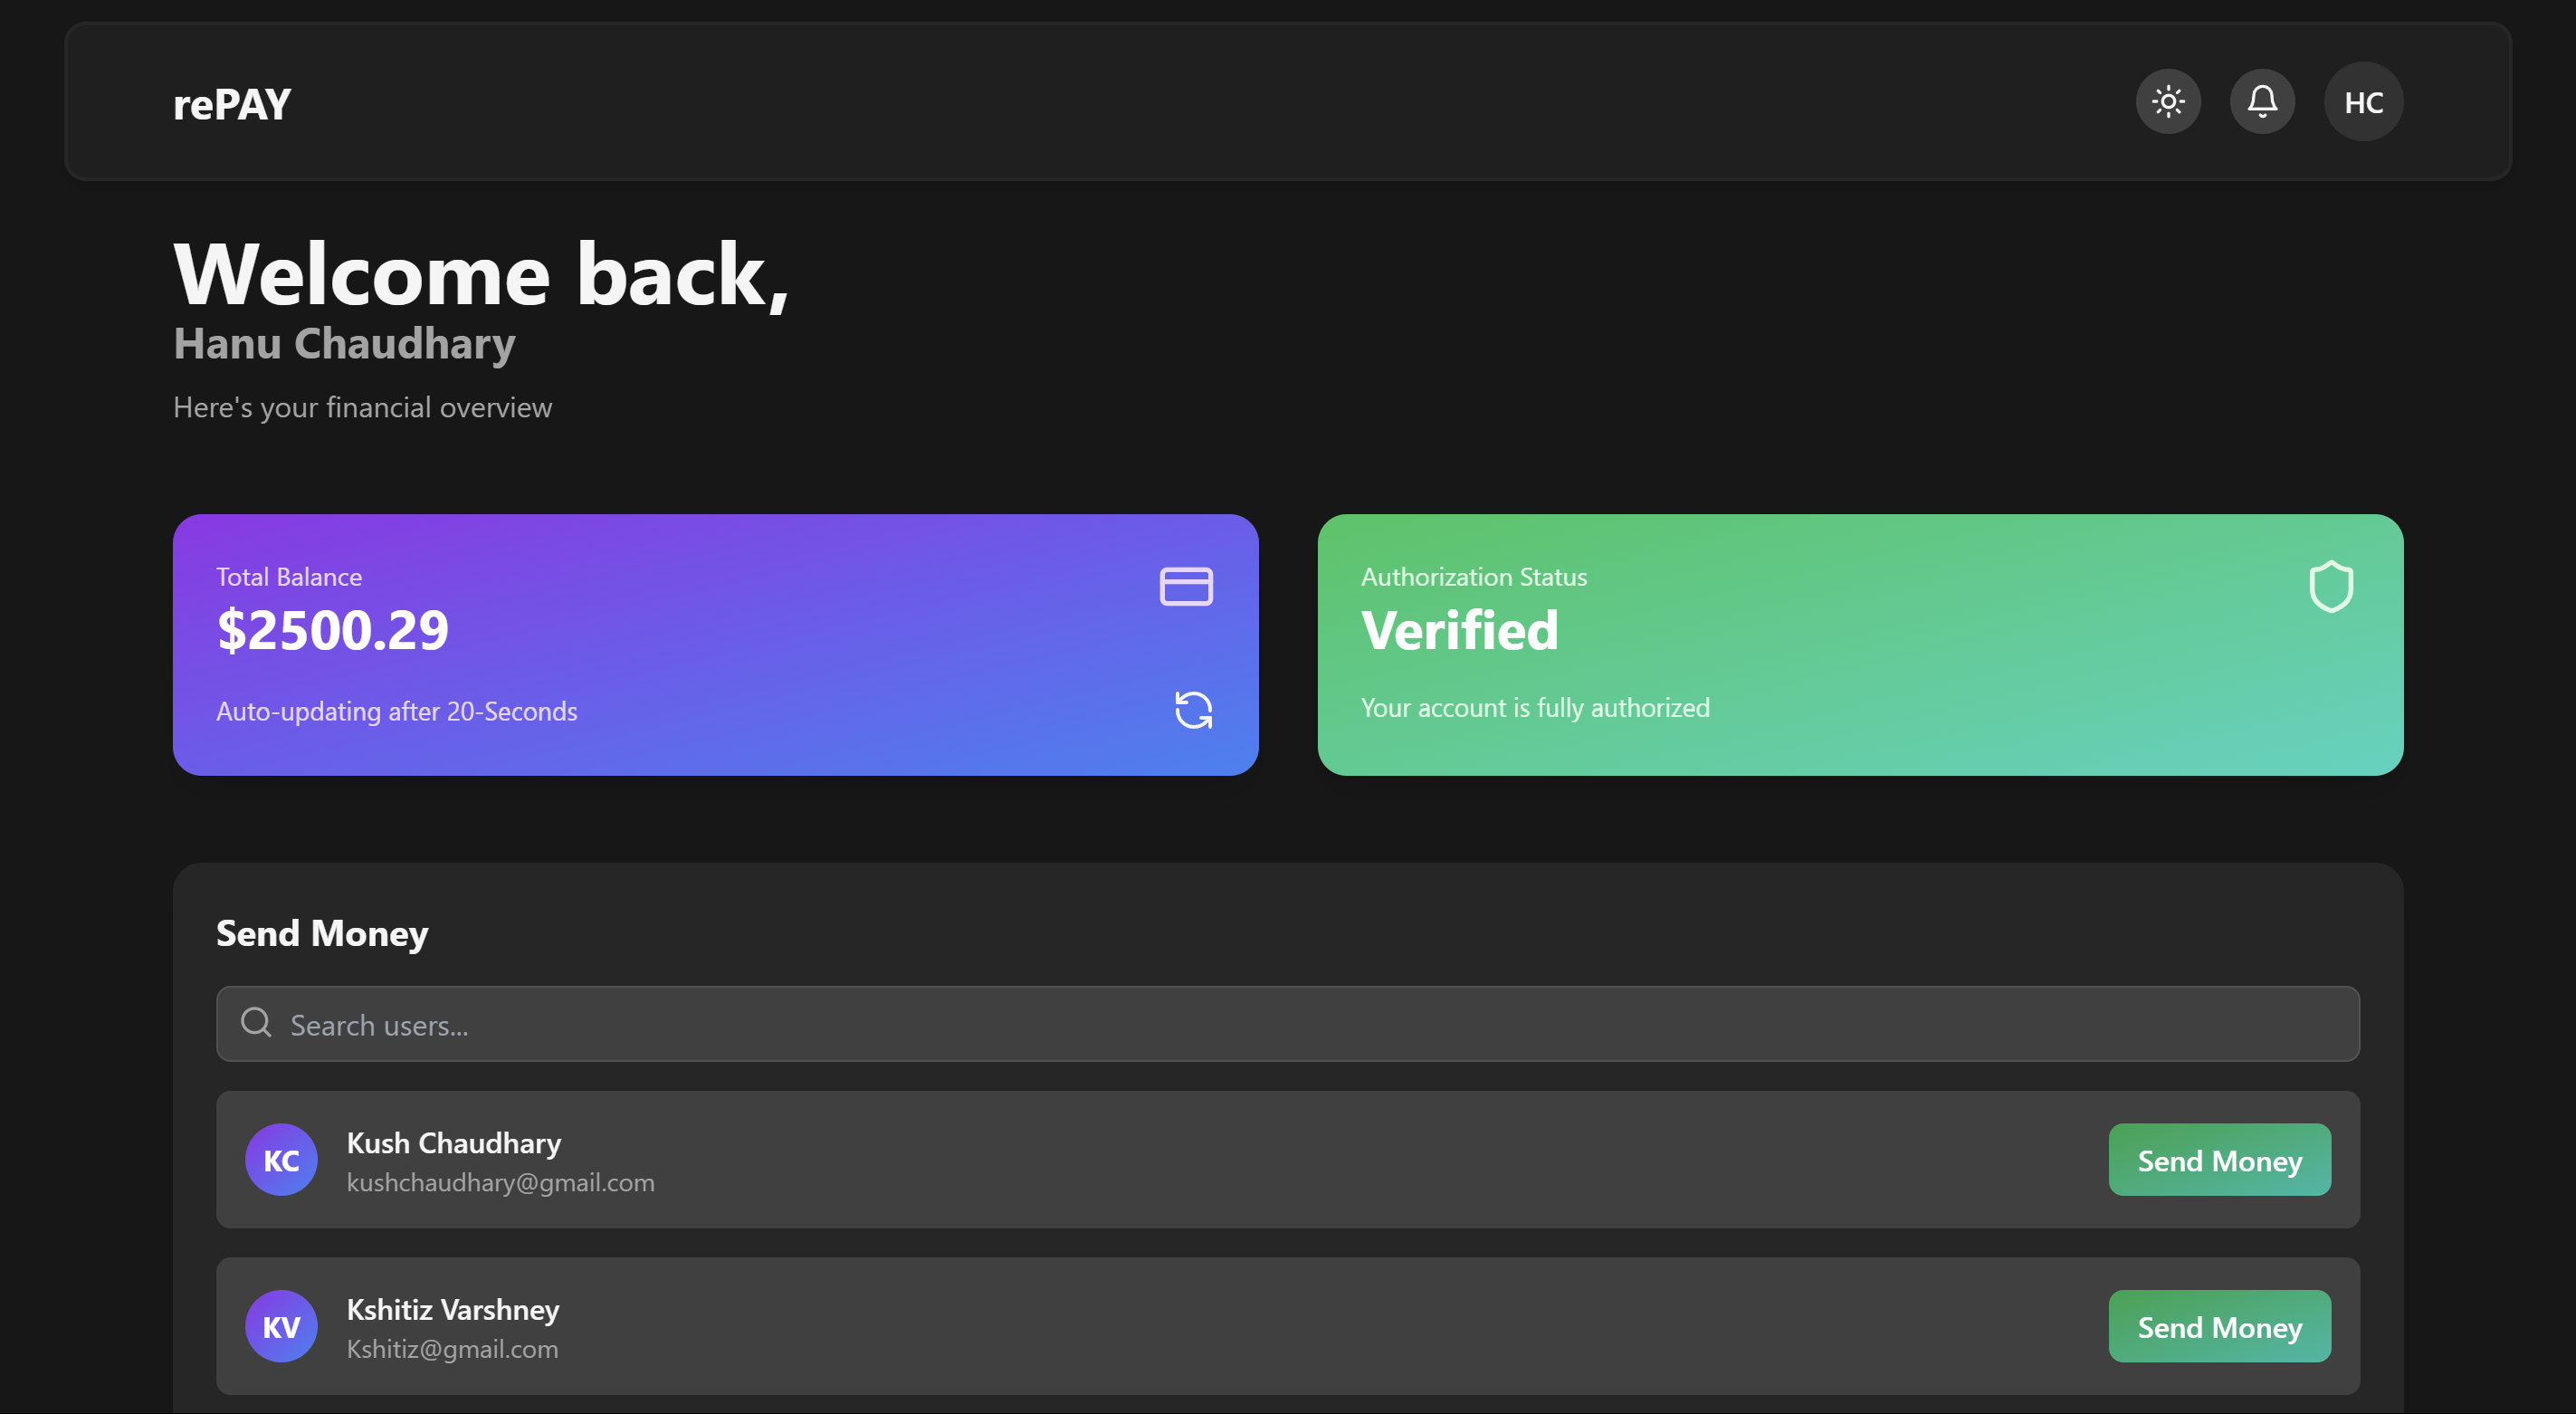 rePAY
HC
Welcome back,
Hanu Chaudhary
Here's your financial overview
Total Balance
$2500.29
Auto-updating after 20-Seconds
Authorization Status
Verified
Your account is fully authorized
Send Money
Search users...
KC
Kush Chaudhary
kushchaudhary@gmail.com
Send Money
KV
Kshitiz Varshney
Kshitiz@gmail.com
Send Money